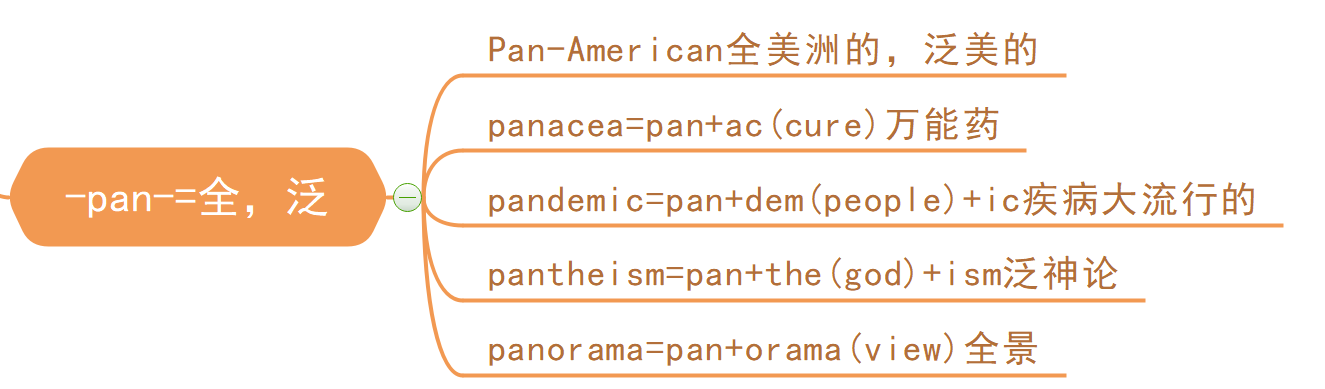 -pan-=全，泛
Pan-American全美洲的，泛美的
panacea=pan+ac(cure)万能药
pandemic=pan+dem(people)+ic疾病大流行的
pantheism=pan+the(god)+ism泛神论
panorama=pan+orama(view)全景